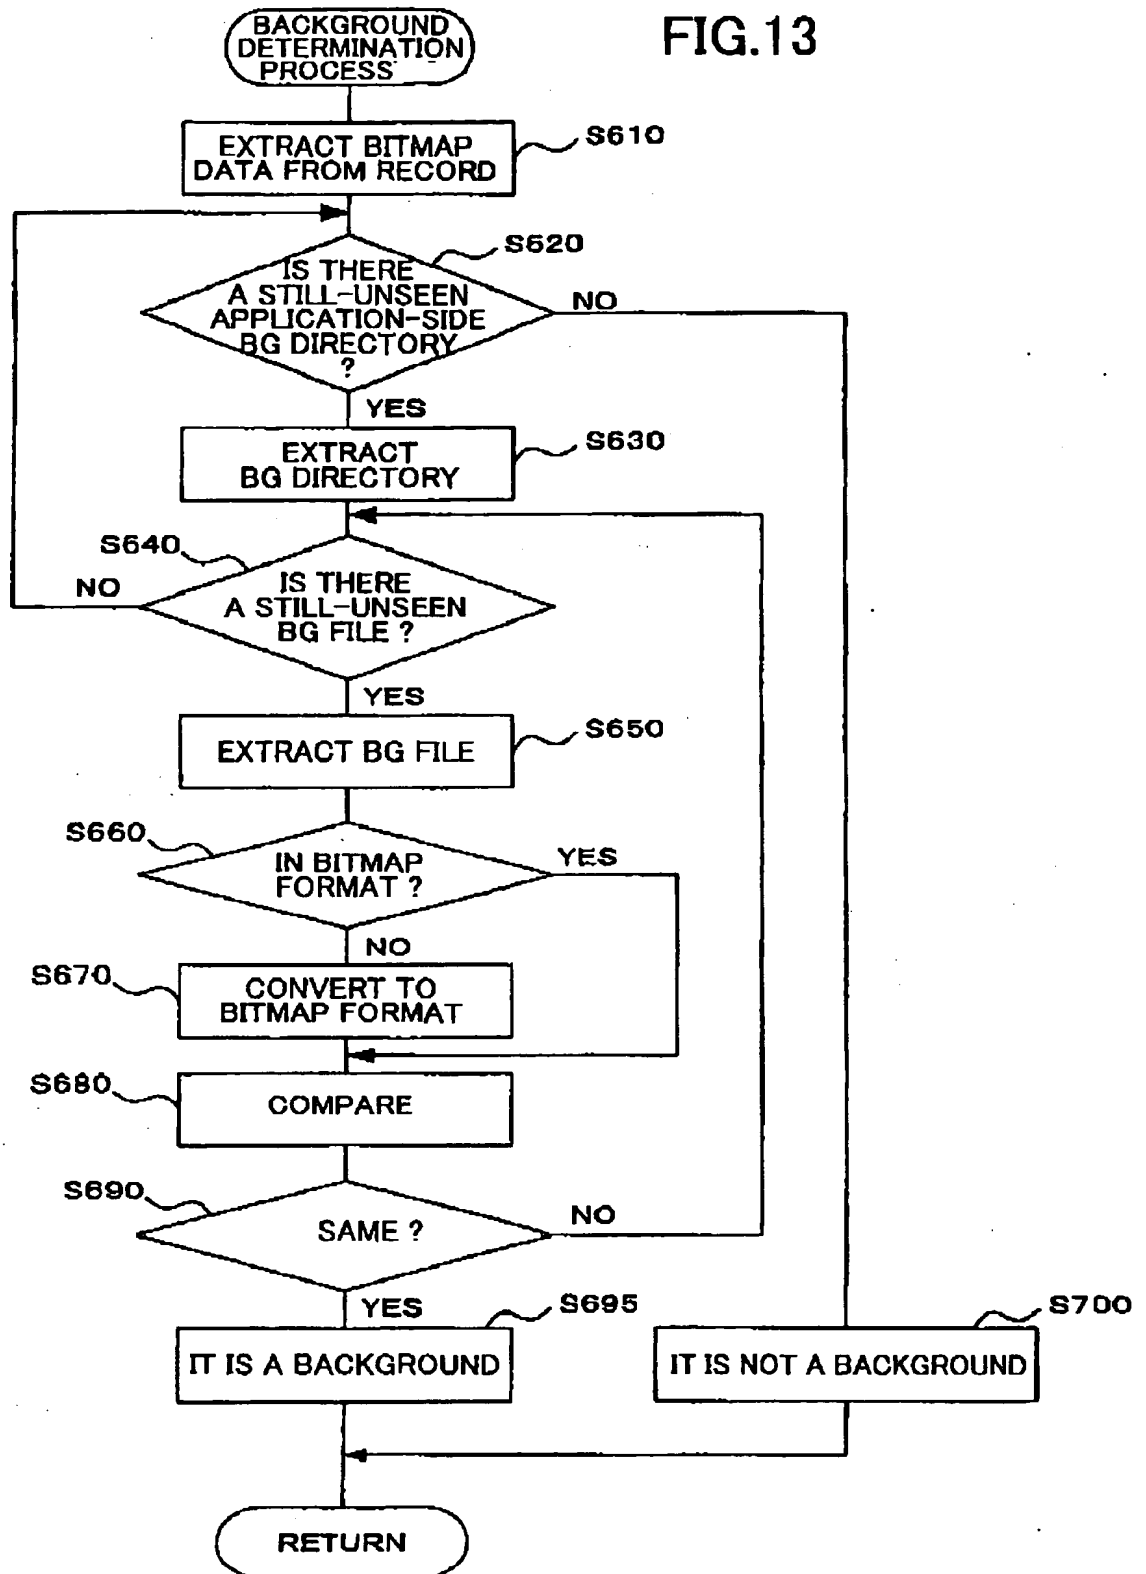 FIG.13
BACKGROUND
DETERMINATION
PROCESS
EXTRACT BITMAP
DATA FROM RECORD
S610
S620
IS THERE
A STILL-UNSEEN
APPLICATION-SIDE
BG DIRECTORY
?
NO
YES
EXTRACT
BG DIRECTORY
S630
S640
NO
IS THERE
A STILL-UNSEEN
BG FILE ?
YES
EXTRACT BG FILE
S650
S660
IN BITMAP
FORMAT ?
YES
NO
S670
CONVERT TO
BITMAP FORMAT
S680
COMPARE
S690
SAME ?
NO
YES
S695
IT IS A BACKGROUND
S700
IT IS NOT A BACKGROUND
RETURN